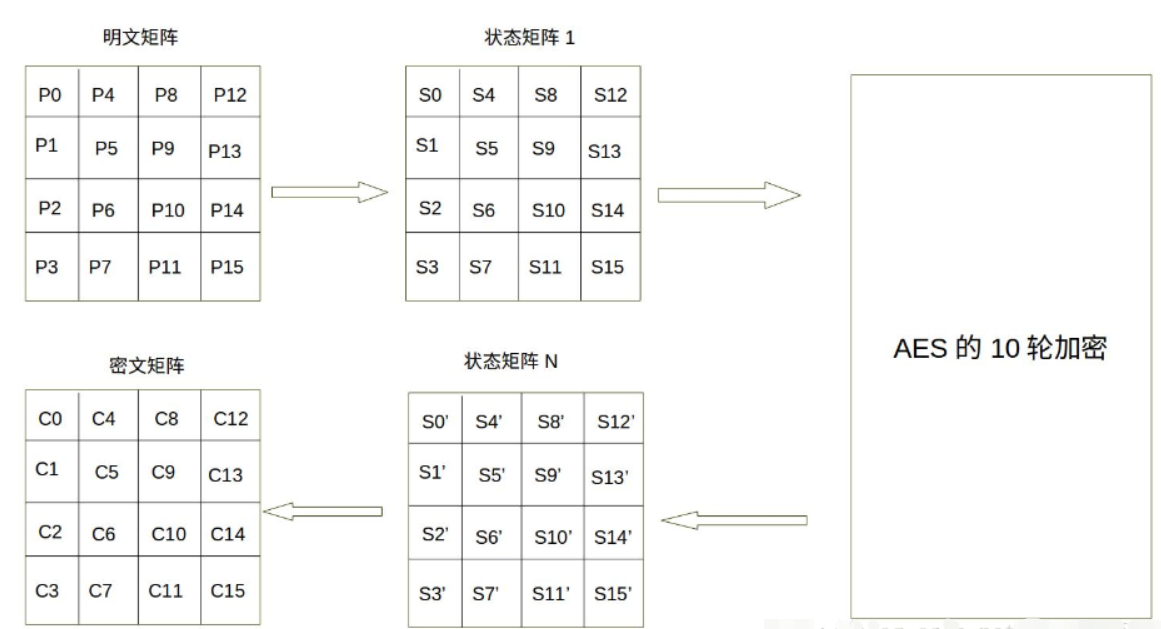 明文矩阵
P0 P4 P8 P12
P1 P5 P9 P13
P2 P6 P10 P14
P3 P7 P11 P15
状态矩阵 1
S0 S4 S8 S12
S1 S5 S9 S13
S2 S6 S10 S14
S3 S7 S11 S15
AES 的 10 轮加密
状态矩阵 N
S0’ S4’ S8’ S12’
S1’ S5’ S9’ S13’
S2’ S6’ S10’ S14’
S3’ S7’ S11’ S15’
密文矩阵
C0 C4 C8 C12
C1 C5 C9 C13
C2 C6 C10 C14
C3 C7 C11 C15